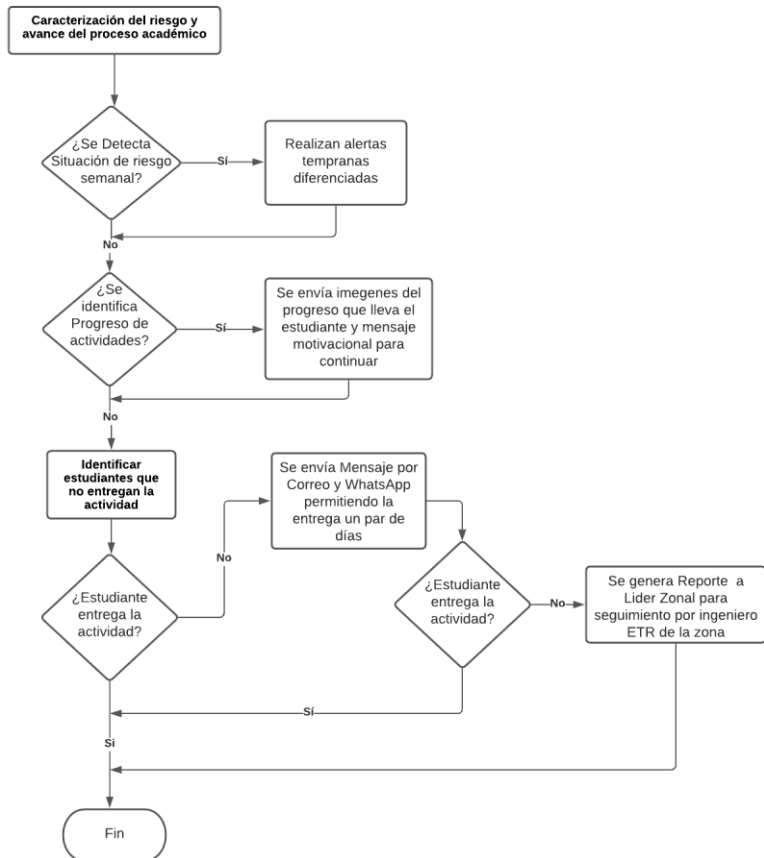 Caracterización del riesgo y
avance del proceso académico
¿Se Detecta
Situación de riesgo
semanal?
Sí
Realizan alertas
tempranas
diferenciadas
No
¿Se
identifica
Progreso de
actividades?
Sí
Se envía imegenes del
progreso que lleva el
estudiante y mensaje
motivacional para
continuar
No
Identificar
estudiantes que
no entregan la
actividad
Se envía Mensaje por
Correo y WhatsApp
permitiendo la
entrega un par de
días
No
¿Estudiante
entrega la
actividad?
¿Estudiante
entrega la
actividad?
No
Se genera Reporte a
Lider Zonal para
seguimiento por ingeniero
ETR de la zona
Sí
Si
Fin